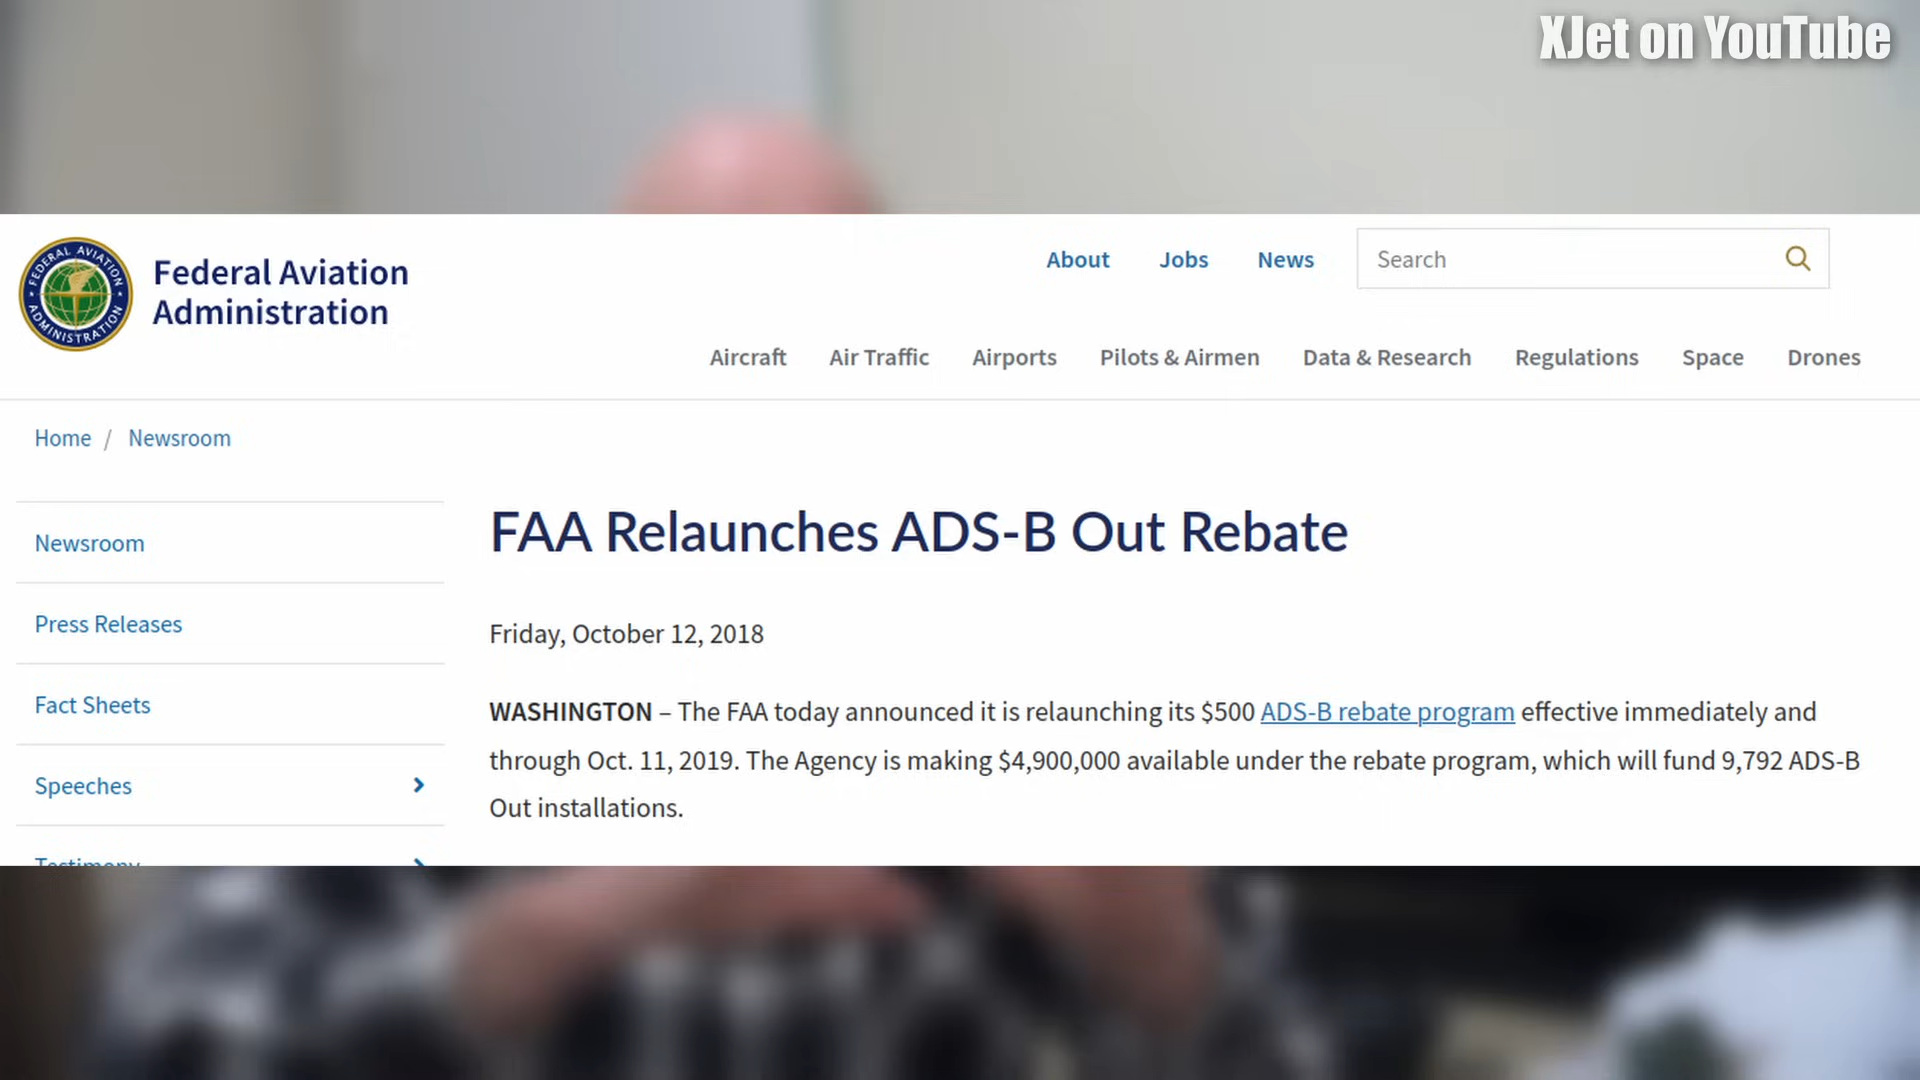 XJet on YouTube
FEDERAL AVIATION
ADMINISTRATION
Federal Aviation
Administration
About Jobs News Search
Aircraft Air Traffic Airports Pilots & Airmen Data & Research Regulations Space Drones
Home / Newsroom
Newsroom
Press Releases
Fact Sheets
Speeches
Testimony
FAA Relaunches ADS-B Out Rebate
Friday, October 12, 2018
WASHINGTON – The FAA today announced it is relaunching its $500 ADS-B rebate program effective immediately and
through Oct. 11, 2019. The Agency is making $4,900,000 available under the rebate program, which will fund 9,792 ADS-B
Out installations.